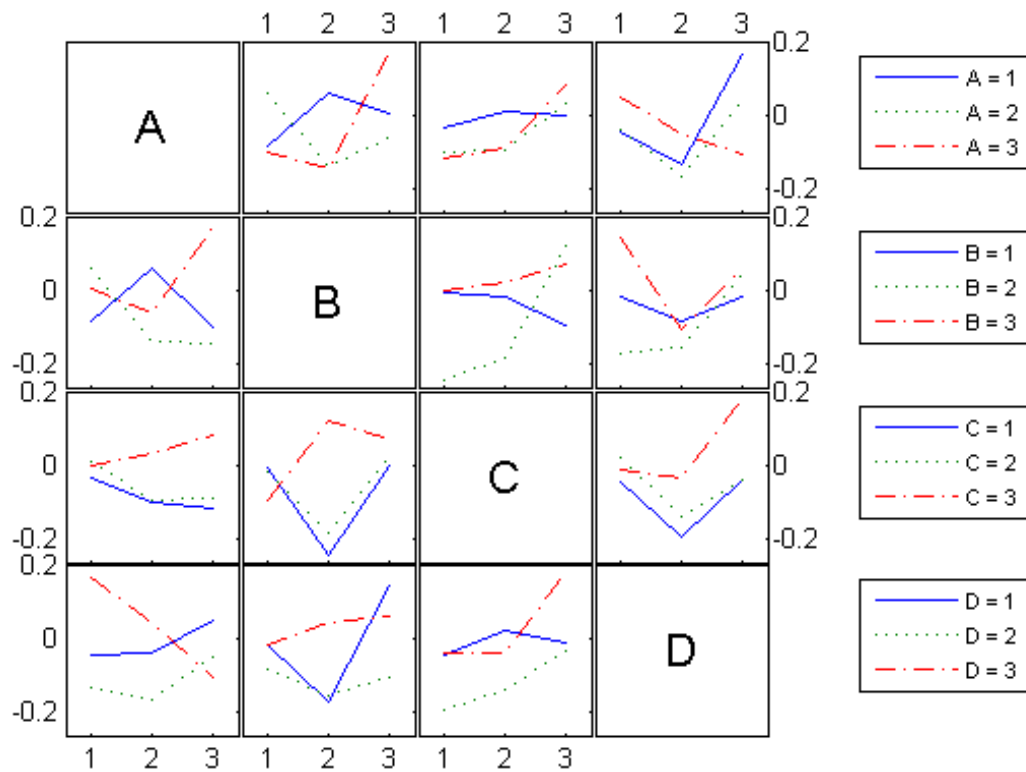 1 2 3 1 2 3 1 2 3
A
0.2
0
-0.2
A = 1
A = 2
A = 3
0.2
0
-0.2
B
0.2
0
-0.2
B = 1
B = 2
B = 3
0.2
0
-0.2
C
0.2
0
-0.2
C = 1
C = 2
C = 3
0.2
0
-0.2
D
D = 1
D = 2
D = 3
1 2 3 1 2 3 1 2 3